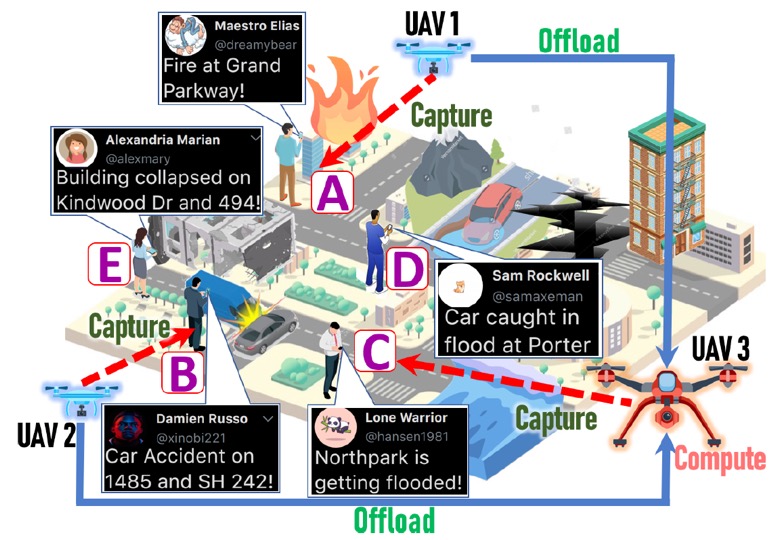 UAV 1
Offload
Maestro Elias
@dreamybear
Fire at Grand
Parkway!
Capture
Alexandria Marian
@alexmary
Building collapsed on
Kindwood Dr and 494!
A
E
D
Sam Rockwell
@samaxeman
Car caught in
flood at Porter
Capture
B
C
UAV 3
UAV 2
Damien Russo
@xinobi221
Car Accident on
1485 and SH 242!
Lone Warrior
@hansen1981
Northpark is
getting flooded!
Capture
Compute
Offload